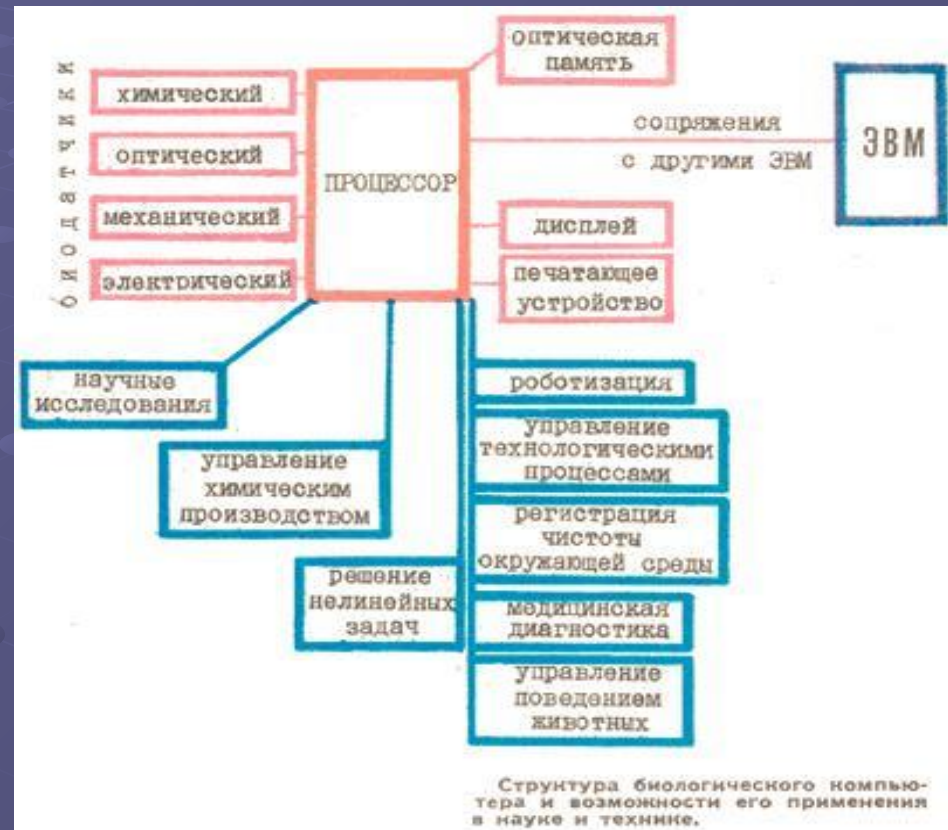 биодатчики
химический
оптический
механический
электрический
ПРОЦЕССОР
оптическая
память
сопряжения
с другими ЭВМ
ЭВМ
дисплей
печатающее
устройство
научные
исследования
управление
химическим
производством
решение
нелинейных
задач
роботизация
управление
технологическими
процессами
регистрация
чистоты
окружающей среды
медицинская
диагностика
управление
поведением
животных
Структура биологического компью-
тера и возможности его применения
в науке и технике.